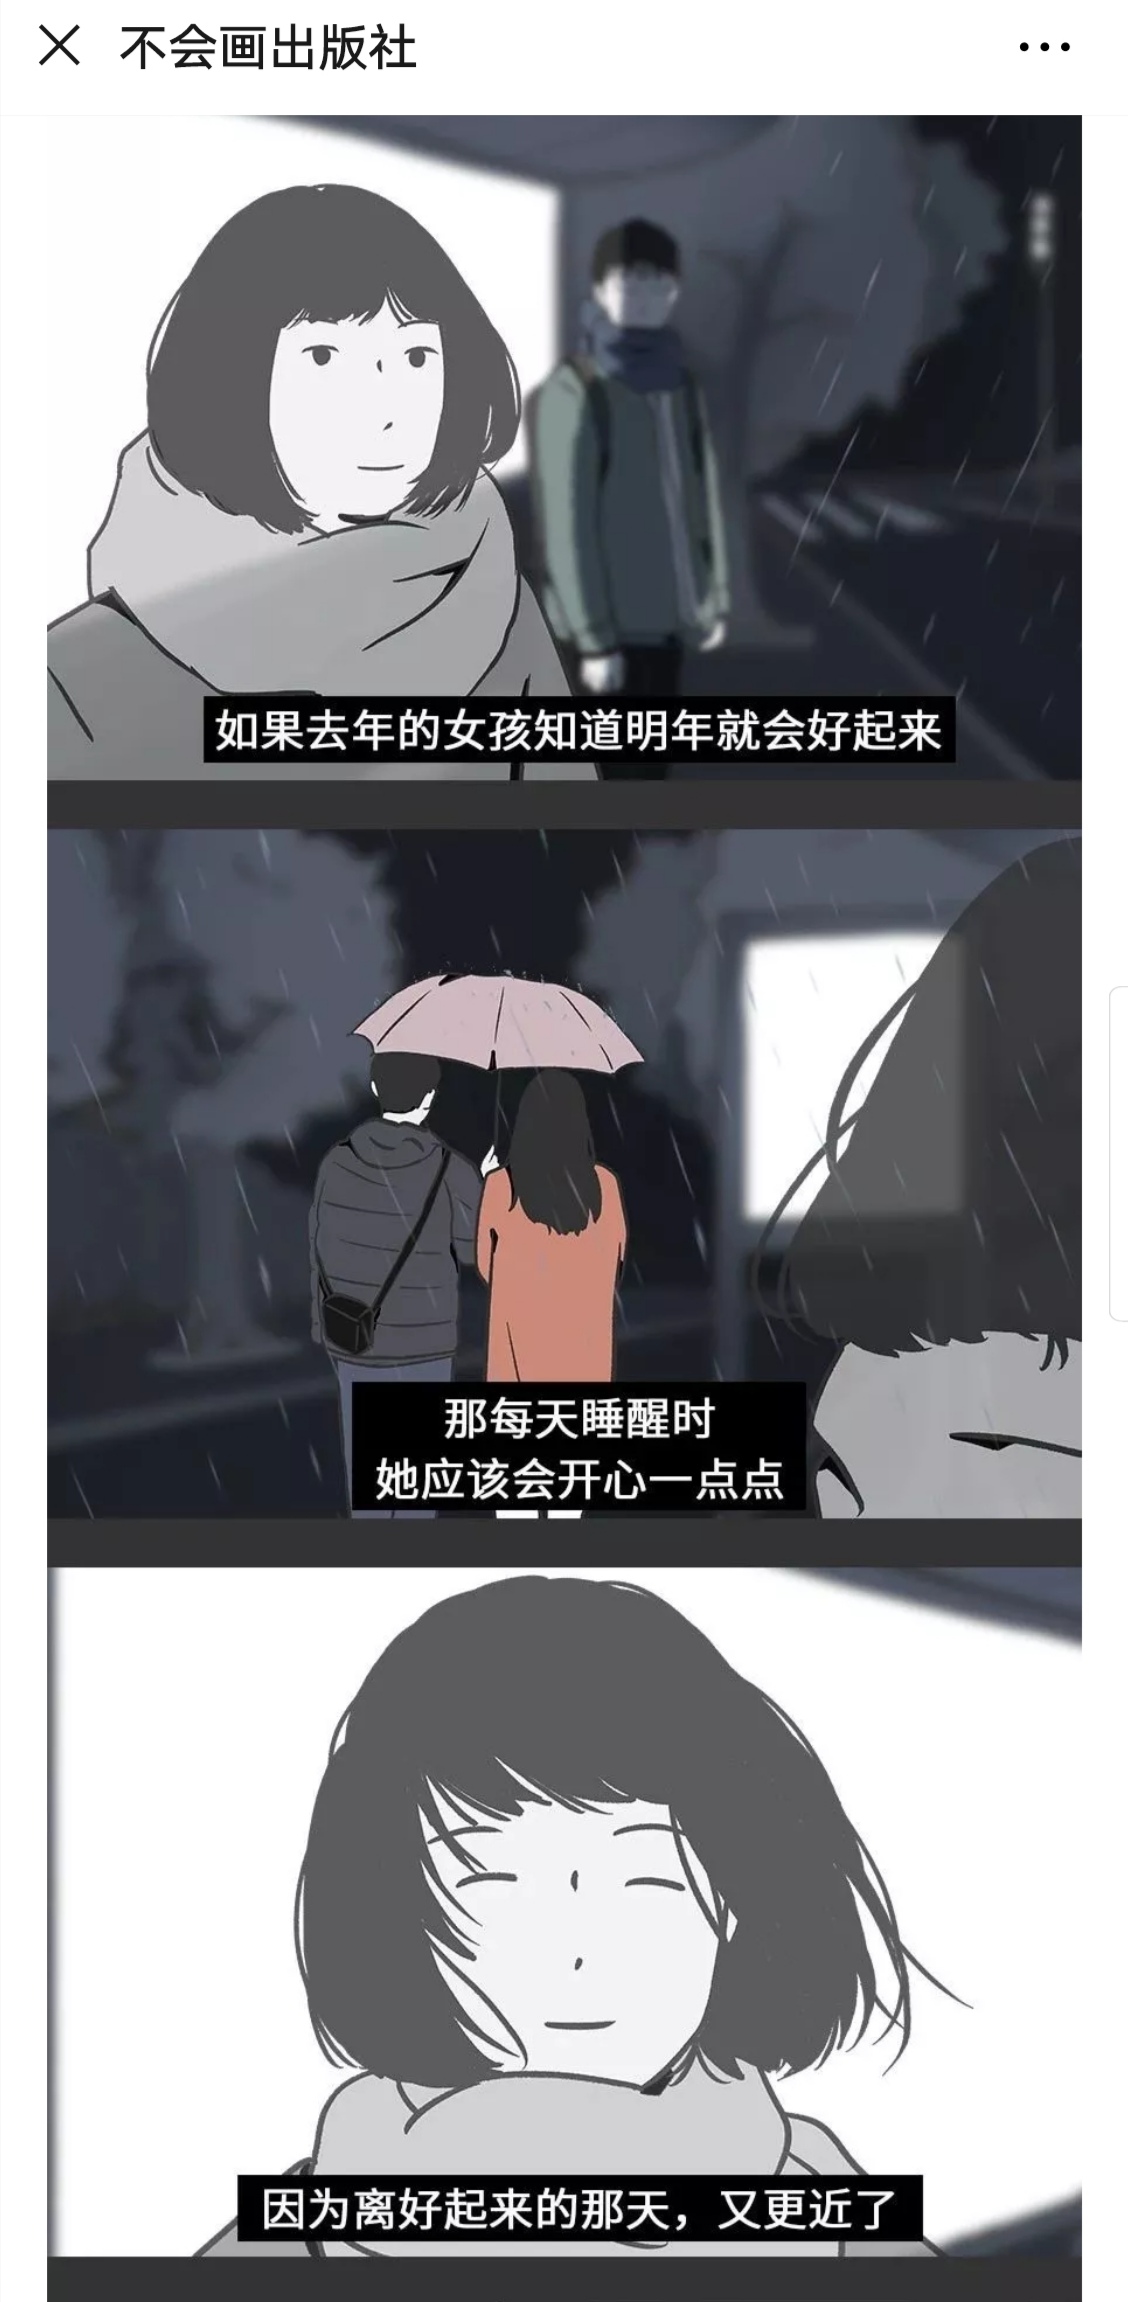 不会画出版社
如果去年的女孩知道明年就会好起来
那每天睡醒时
她应该会开心一点点
因为离好起来的那天，又更近了